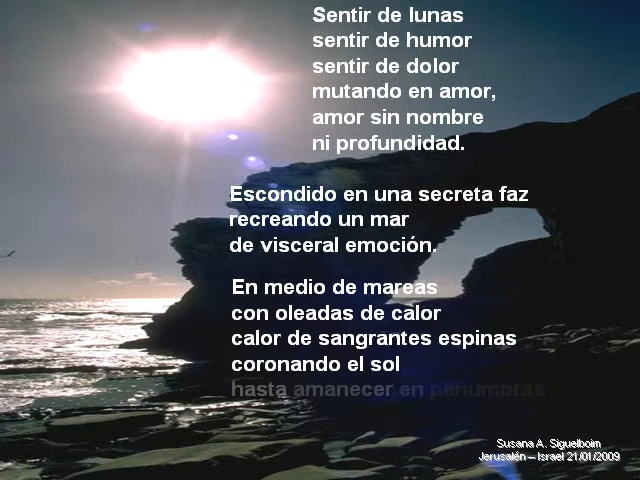 Sentir de lunas
sentir de humor
sentir de dolor
mutando en amor,
amor sin nombre
ni profundidad.
Escondido en una secreta faz
recreando un mar
de visceral emoción.
En medio de mareas
con oleadas de calor
calor de sangrantes espinas
coronando el sol
hasta amanecer en penumbras
Susana A. Siguelboim
Jerusalén – Israel 21/01/2009